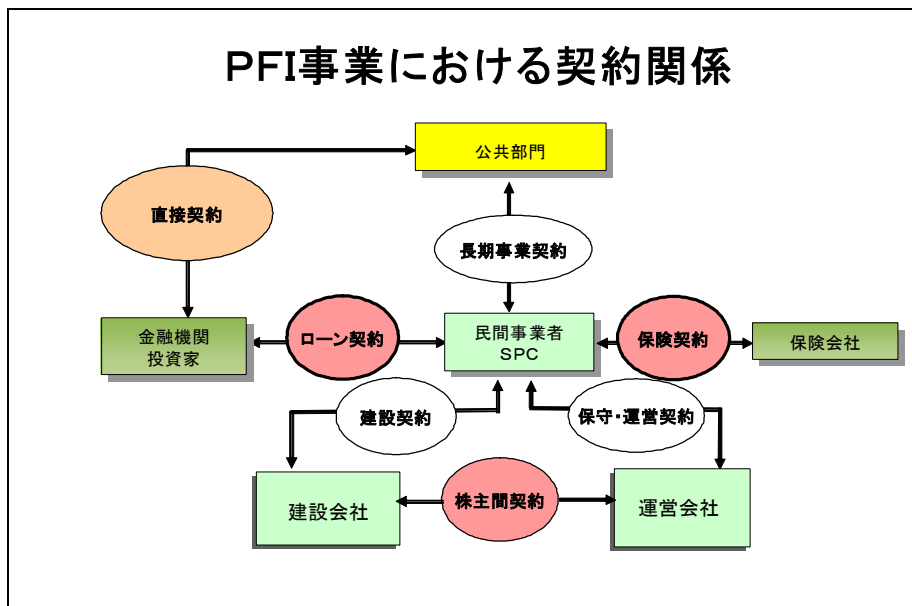 PFI事業における契約関係
公共部門
直接契約
長期事業契約
金融機関
投資家
ローン契約
民間事業者
SPC
保険契約
保険会社
建設契約
保守・運営契約
建設会社
株主間契約
運営会社